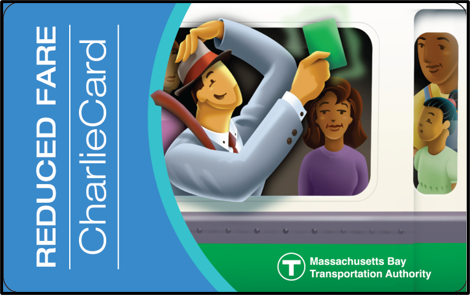 REDUCED FARE
CharlieCard
T
Massachusetts Bay
Transportation Authority